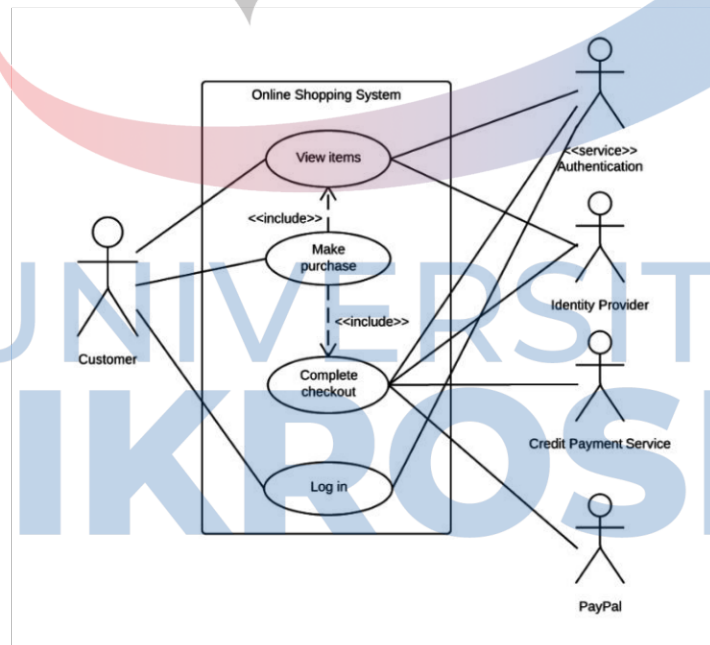 Online Shopping System
View items
<<service>>
Authentication
<<include>>
Make
purchase
Identity Provider
<<include>>
Customer
Complete
checkout
Credit Payment Service
Log in
PayPal
UNIVERSIT